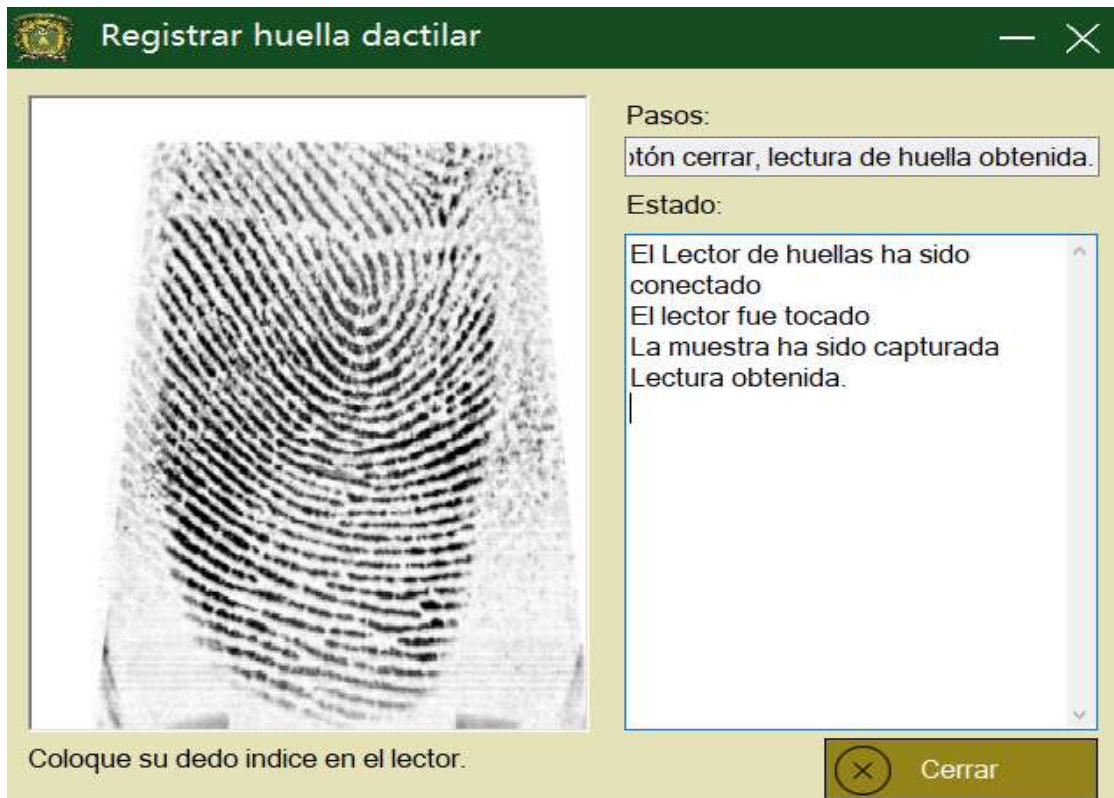 Registrar huella dactilar
Pasos:
tón cerrar, lectura de huella obtenida.
Estado:
El Lector de huellas ha sido
conectado
El lector fue tocado
La muestra ha sido capturada
Lectura obtenida.
Coloque su dedo indice en el lector.
Cerrar